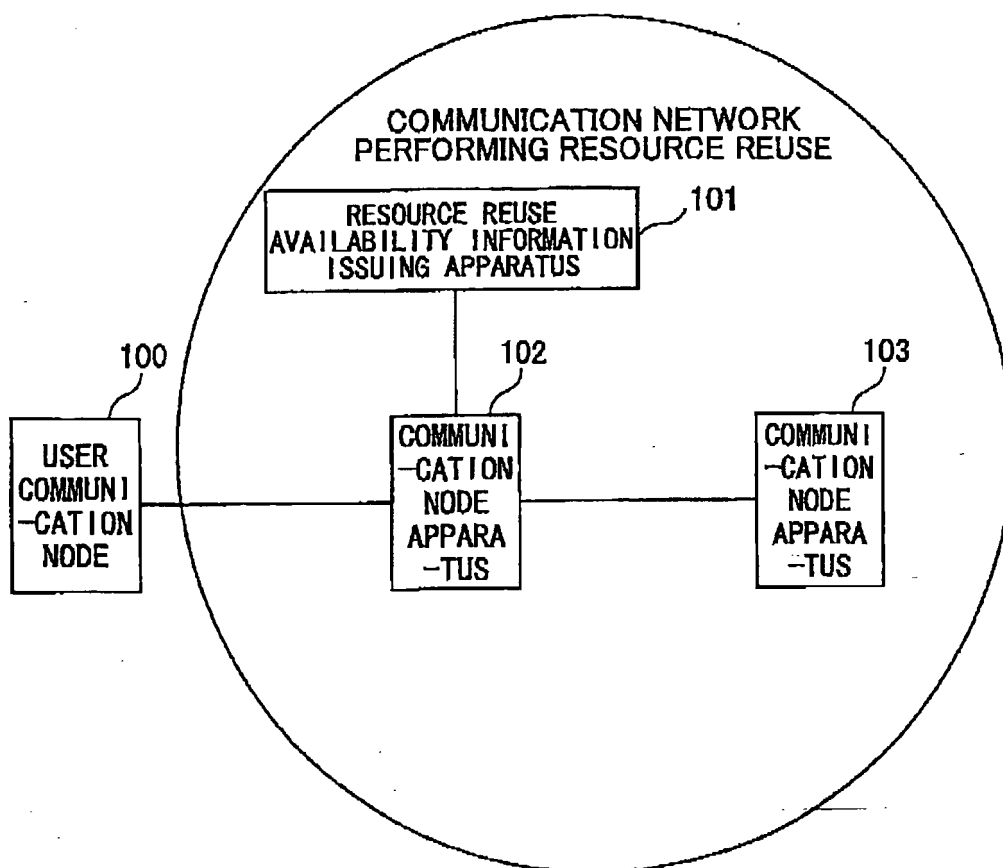 COMMUNICATION NETWORK
PERFORMING RESOURCE REUSE
101
RESOURCE REUSE
AVAILABILITY INFORMATION
ISSUING APPARATUS
100
102
103
USER
COMMUNI
-CATION
NODE
COMMUNI
-CATION
NODE
APPARA
-TUS
COMMUNI
-CATION
NODE
APPARA
-TUS